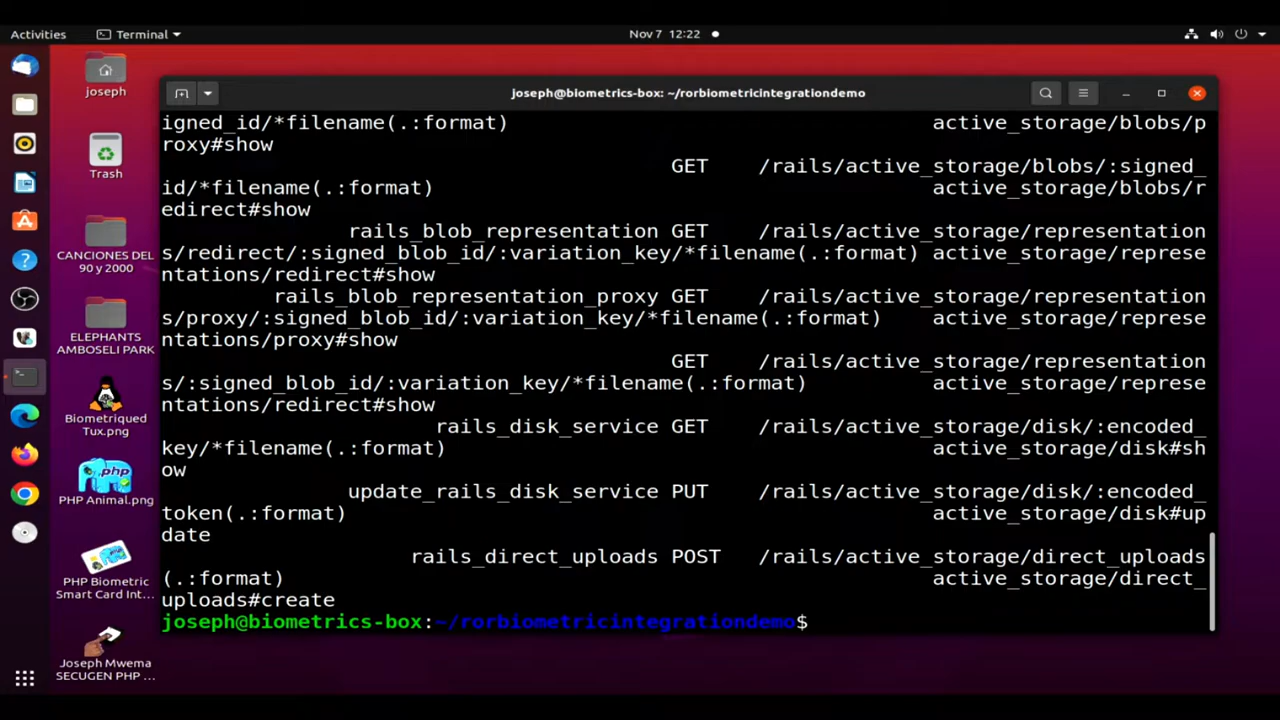 Activities Terminal Nov 7 12:22
joseph@biometrics-box: ~/rorbiometricintegrationdemo
joseph
Trash
CANCIONES DEL
90 y 2000
ELEPHANTS
AMBOSELI PARK
Biometriqued
Tux.png
PHP Animal.png
PHP Biometric
Smart Card Int...
Joseph Mwema
SECUGEN PHP ...
igned_id/*filename(.:format) active_storage/blobs/p
roxy#show
GET /rails/active_storage/blobs/:signed_
id/*filename(.:format) active_storage/blobs/r
edirect#show
rails_blob_representation GET /rails/active_storage/representation
s/redirect/:signed_blob_id/:variation_key/*filename(.:format) active_storage/represe
ntations/redirect#show
rails_blob_representation_proxy GET /rails/active_storage/representation
s/proxy/:signed_blob_id/:variation_key/*filename(.:format) active_storage/represe
ntations/proxy#show
GET /rails/active_storage/representation
s/:signed_blob_id/:variation_key/*filename(.:format) active_storage/represe
ntations/redirect#show
rails_disk_service GET /rails/active_storage/disk/:encoded_
key/*filename(.:format) active_storage/disk#sh
ow
update_rails_disk_service PUT /rails/active_storage/disk/:encoded_
token(.:format) active_storage/disk#up
date
rails_direct_uploads POST /rails/active_storage/direct_uploads
(.:format) active_storage/direct_
uploads#create
joseph@biometrics-box:~/rorbiometricintegrationdemo$